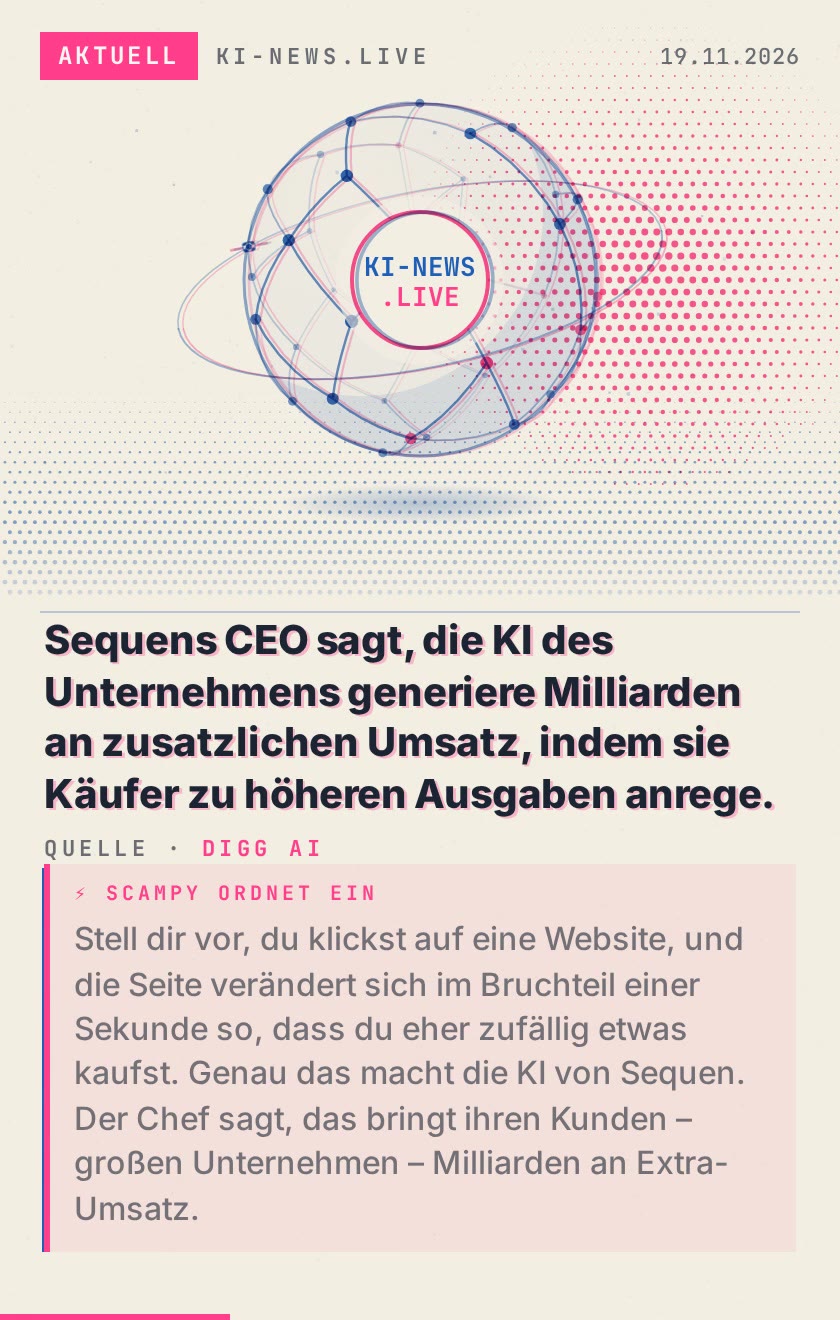 AKTUELL KI-NEWS.LIVE 19.11.2026
KI-NEWS
.LIVE
Sequens CEO sagt, die KI des
Unternehmens generiere Milliarden
an zusatzlichen Umsatz, indem sie
Käufer zu höheren Ausgaben anrege.
QUELLE · DIGG AI
⚡ SCAMPY ORDNET EIN
Stell dir vor, du klickst auf eine Website, und
die Seite verändert sich im Bruchteil einer
Sekunde so, dass du eher zufällig etwas
kaufst. Genau das macht die KI von Sequen.
Der Chef sagt, das bringt ihren Kunden –
großen Unternehmen – Milliarden an Extra-
Umsatz.